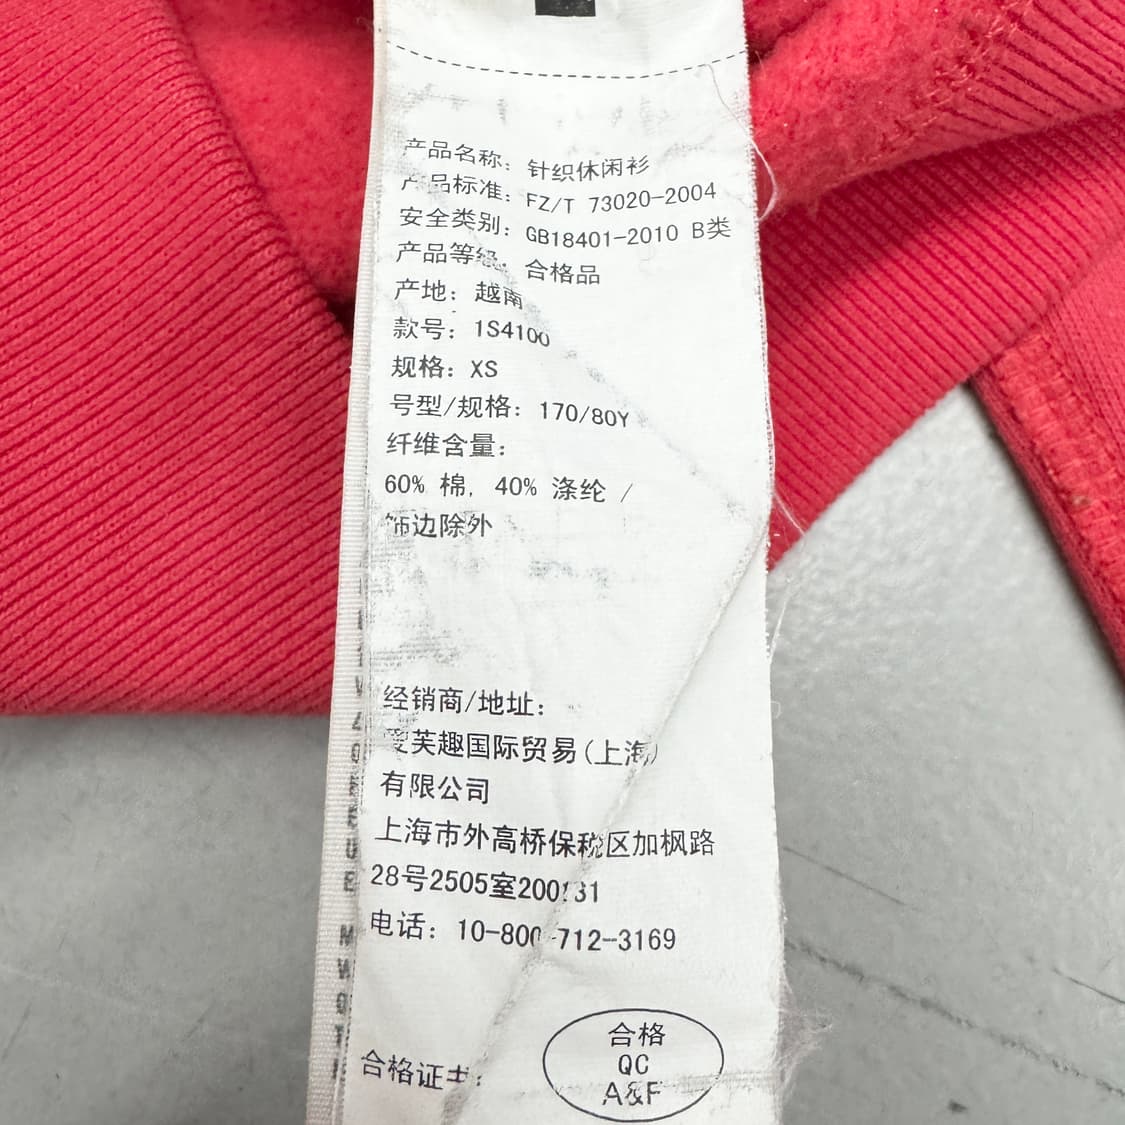 产品名称: 针织休闲衫
产品标准: FZ/T 73020-2004
安全类别: GB18401-2010 B类
产品等级: 合格品
产地: 越南
款号: 1S4100
规格: XS
号型/规格: 170/80Y
纤维含量:
60% 棉, 40% 涤纶 /
饰边除外
经销商/地址:
爱芙趣国际贸易(上海)
有限公司
上海市外高桥保税区加枫路
28号2505室200131
电话: 10-800-712-3169
合格证书:
合格
QC
A&F